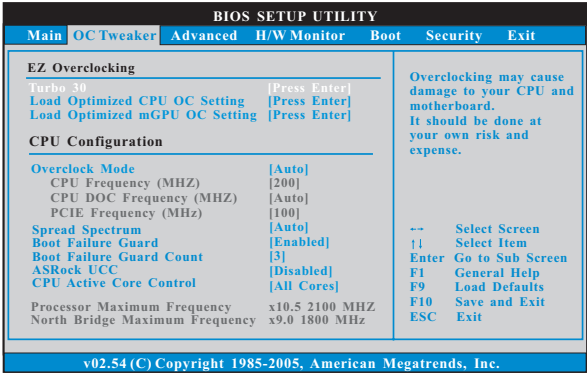 BIOS SETUP UTILITY
Main OC Tweaker Advanced H/W Monitor Boot Security Exit
EZ Overclocking
Turbo 30 [Press Enter]
Load Optimized CPU OC Setting [Press Enter]
Load Optimized mGPU OC Setting [Press Enter]
CPU Configuration
Overclock Mode [Auto]
CPU Frequency (MHZ) [200]
CPU DOC Frequency (MHZ) [Auto]
PCIE Frequency (MHz) [100]
Spread Spectrum [Auto]
Boot Failure Guard [Enabled]
Boot Failure Guard Count [3]
ASRock UCC [Disabled]
CPU Active Core Control [All Cores]
Processor Maximum Frequency x10.5 2100 MHZ
North Bridge Maximum Frequency x9.0 1800 MHz
Overclocking may cause
damage to your CPU and
motherboard.
It should be done at
your own risk and
expense.
←→ Select Screen
↑↓ Select Item
Enter Go to Sub Screen
F1 General Help
F9 Load Defaults
F10 Save and Exit
ESC Exit
v02.54 (C) Copyright 1985-2005, American Megatrends, Inc.